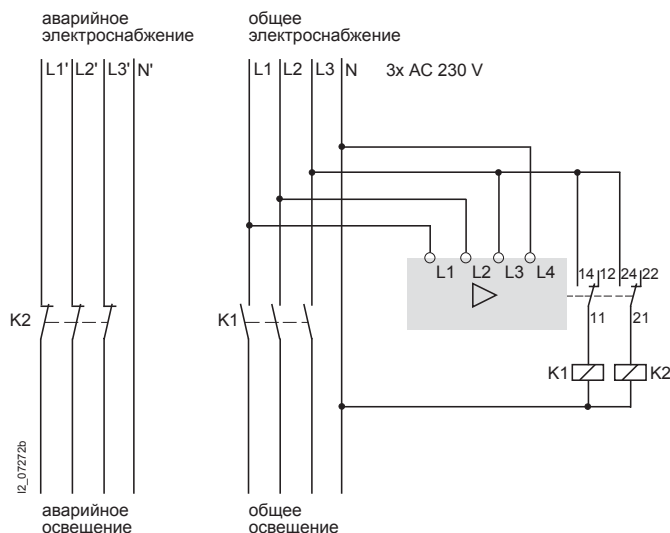 аварийное
электроснабжение
общее
электроснабжение
L1' L2' L3' N'
L1 L2 L3 N 3x AC 230 V
L1 L2 L3 L4
14 12 24 22
K2
K1
11 21
K1 K2
I2_07272b
аварийное
освещение
общее
освещение